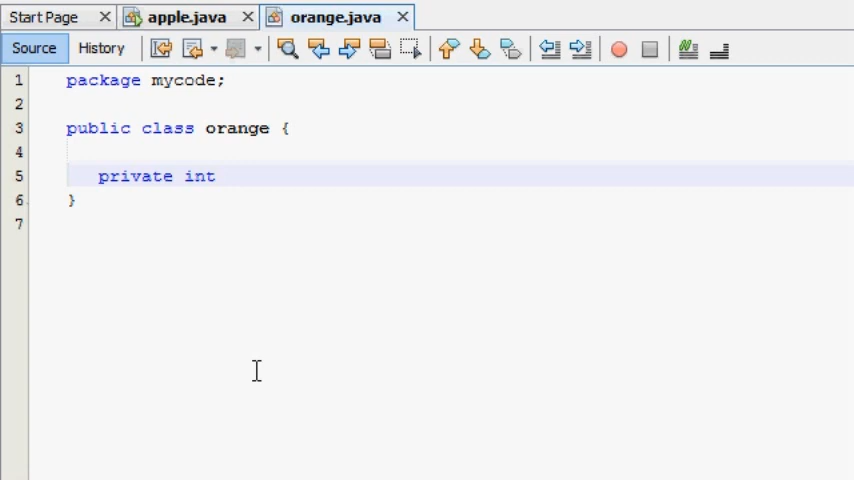 Start Page apple.java orange.java
Source History
1 package mycode;
2
3 public class orange {
4
5 private int
6 }
7